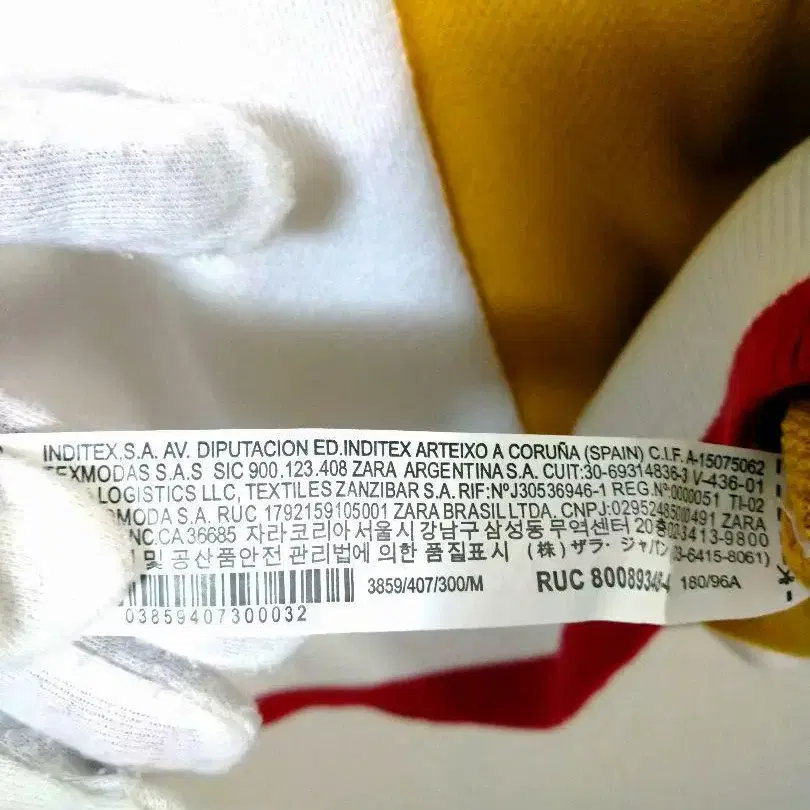 INDITEX.S.A. AV. DIPUTACION ED.INDITEX ARTEIXO A CORUÑA (SPAIN) C.I.F. A-15075062
TEXMODAS S.A.S SIC 900.123.408 ZARA ARGENTINA S.A. CUIT:30-69314836-3 V-436-01
LOGISTICS LLC, TEXTILES ZANZIBAR S.A. RIF:NºJ30536946-1 REG.Nº:0000051 TI-02
MODA S.A. RUC 1792159105001 ZARA BRASIL LTDA. CNPJ: ZARA
INC.CA 36685 자라코리아 서울시 강남구 삼성동 무역센터 20층 3413-9800
및 공산품안전 관리법에 의한 품질표시 (株) ザラ・ジャパン 03-6415-8061)
3859/407/300/M RUC 180/96A
03859407300032